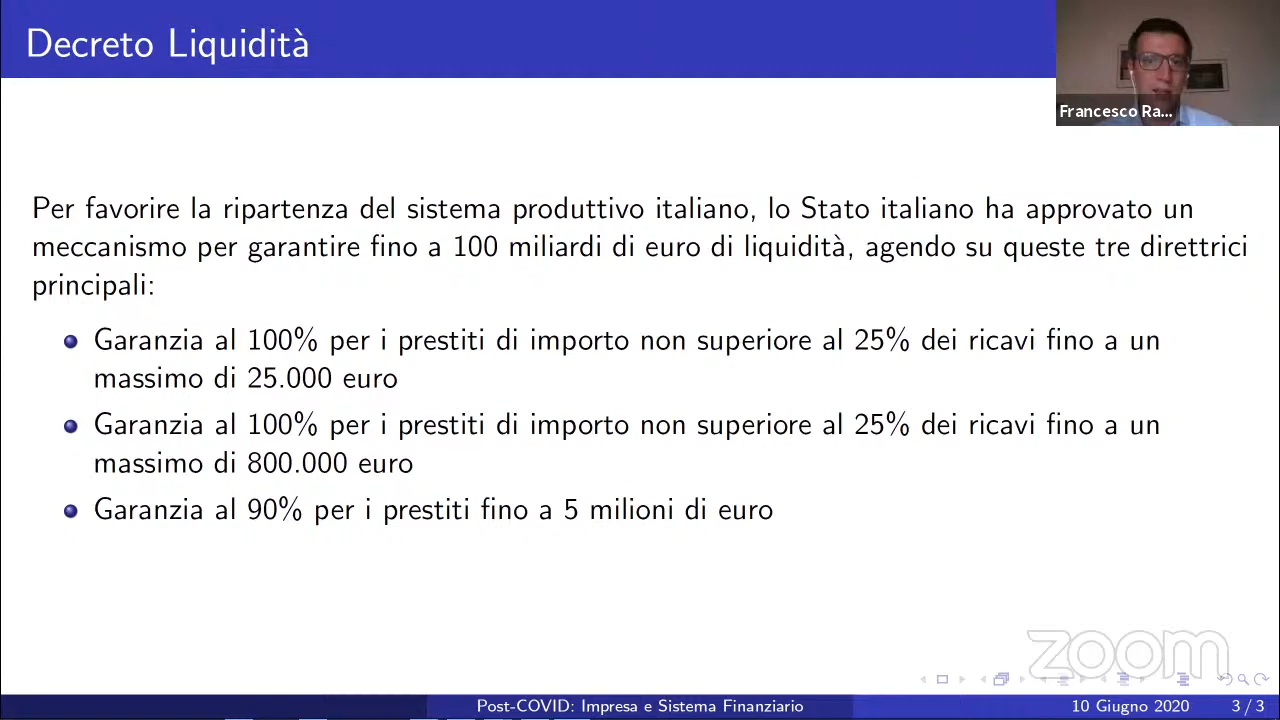 Decreto Liquidità
Francesco Ra...
Per favorire la ripartenza del sistema produttivo italiano, lo Stato italiano ha approvato un
meccanismo per garantire fino a 100 miliardi di euro di liquidità, agendo su queste tre direttrici
principali:
Garanzia al 100% per i prestiti di importo non superiore al 25% dei ricavi fino a un
massimo di 25.000 euro
Garanzia al 100% per i prestiti di importo non superiore al 25% dei ricavi fino a un
massimo di 800.000 euro
Garanzia al 90% per i prestiti fino a 5 milioni di euro
zoom
Post-COVID: Impresa e Sistema Finanziario
10 Giugno 2020
3 / 3